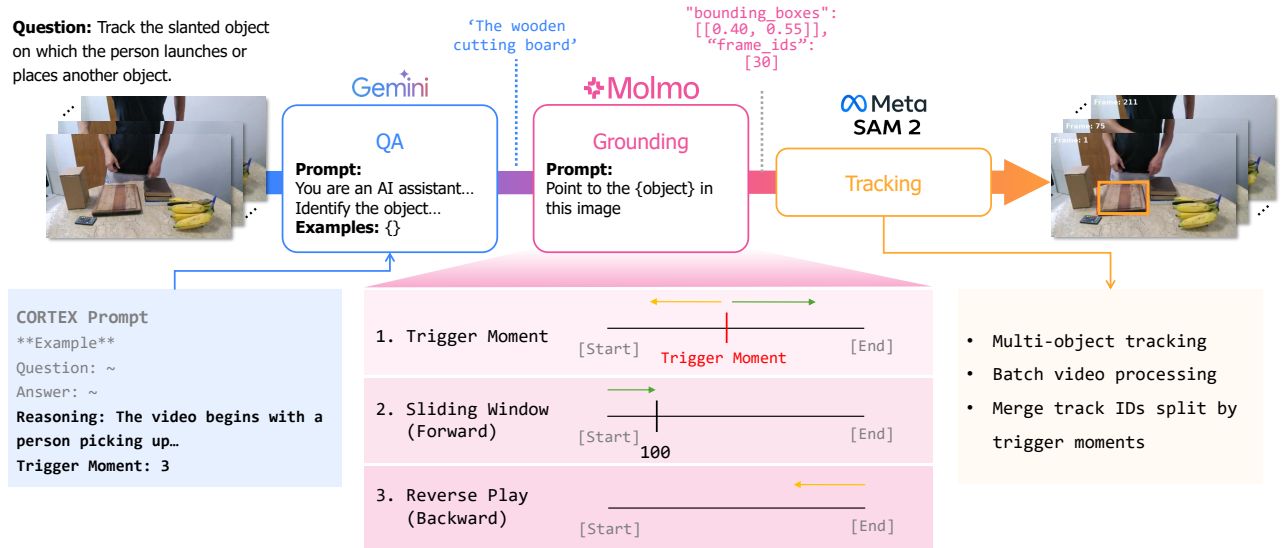 Question: Track the slanted object
on which the person launches or
places another object.
‘The wooden
cutting board’
"bounding_boxes":
[[0.40, 0.55]],
“frame_ids”:
[30]
Gemini
Molmo
Meta
SAM 2
QA
Prompt:
You are an AI assistant…
Identify the object…
Examples: {}
Grounding
Prompt:
Point to the {object} in
this image
Tracking
Frame: 211
Frame: 75
Frame: 1
CORTEX Prompt
**Example**
Question: ~
Answer: ~
Reasoning: The video begins with a
person picking up…
Trigger Moment: 3
1. Trigger Moment
[Start]
Trigger Moment
[End]
2. Sliding Window
(Forward)
[Start]
100
[End]
3. Reverse Play
(Backward)
[Start]
[End]
• Multi-object tracking
• Batch video processing
• Merge track IDs split by
trigger moments